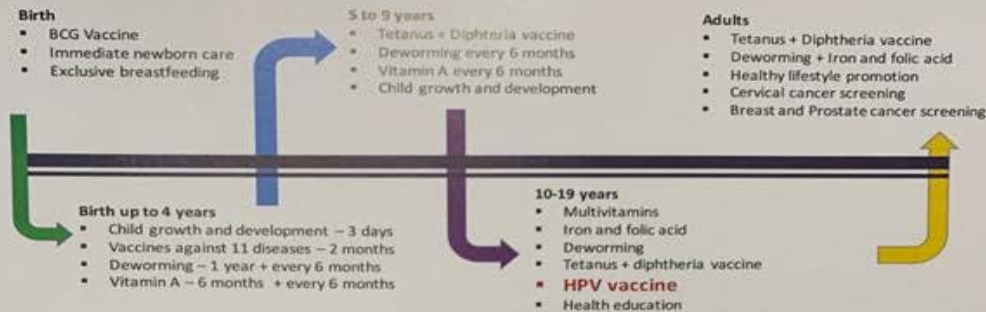 Birth
▪ BCG Vaccine
▪ Immediate newborn care
▪ Exclusive breastfeeding
Birth up to 4 years
▪ Child growth and development – 3 days
▪ Vaccines against 11 diseases – 2 months
▪ Deworming – 1 year + every 6 months
▪ Vitamin A – 6 months + every 6 months
5 to 9 years
▪ Tetanus + Diphtheria vaccine
▪ Deworming every 6 months
▪ Vitamin A every 6 months
▪ Child growth and development
10-19 years
▪ Multivitamins
▪ Iron and folic acid
▪ Deworming
▪ Tetanus + diphtheria vaccine
▪ HPV vaccine
▪ Health education
Adults
▪ Tetanus + Diphtheria vaccine
▪ Deworming + Iron and folic acid
▪ Healthy lifestyle promotion
▪ Cervical cancer screening
▪ Breast and Prostate cancer screening